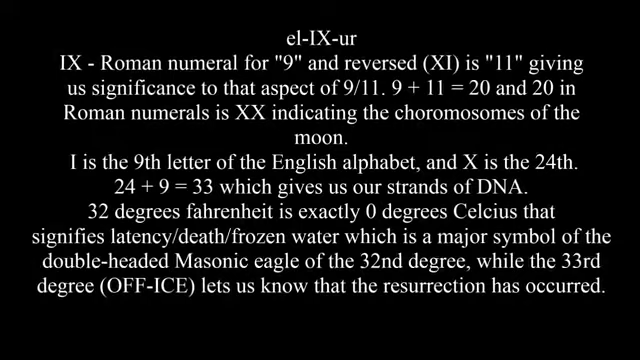 el-IX-ur
IX - Roman numeral for "9" and reversed (XI) is "11" giving
us significance to that aspect of 9/11. 9 + 11 = 20 and 20 in
Roman numerals is XX indicating the choromosomes of the
moon.
I is the 9th letter of the English alphabet, and X is the 24th.
24 + 9 = 33 which gives us our strands of DNA.
32 degrees fahrenheit is exactly 0 degrees Celcius that
signifies latency/death/frozen water which is a major symbol of the
double-headed Masonic eagle of the 32nd degree, while the 33rd
degree (OFF-ICE) lets us know that the resurrection has occurred.